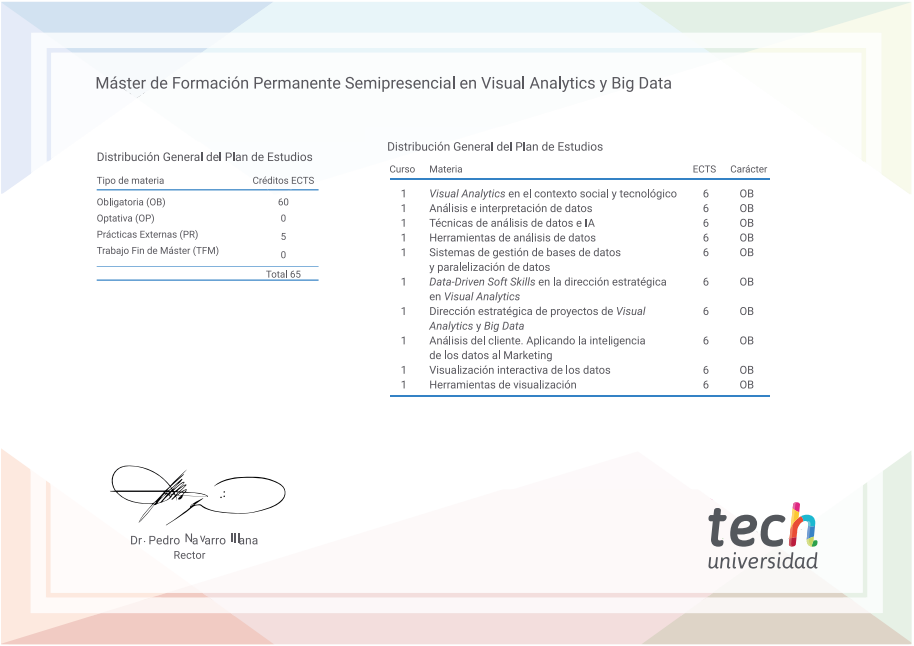 Máster de Formación Permanente Semipresencial en Visual Analytics y Big Data
Distribución General del Plan de Estudios
Tipo de materia Créditos ECTS
Obligatoria (OB) 60
Optativa (OP) 0
Prácticas Externas (PR) 5
Trabajo Fin de Máster (TFM) 0
Total 65
Distribución General del Plan de Estudios
Curso Materia ECTS Carácter
1 Visual Analytics en el contexto social y tecnológico 6 OB
1 Análisis e interpretación de datos 6 OB
1 Técnicas de análisis de datos e IA 6 OB
1 Herramientas de análisis de datos 6 OB
1 Sistemas de gestión de bases de datos 6 OB
y paralelización de datos
1 Data-Driven Soft Skills en la dirección estratégica 6 OB
en Visual Analytics
1 Dirección estratégica de proyectos de Visual 6 OB
Analytics y Big Data
1 Análisis del cliente. Aplicando la inteligencia 6 OB
de los datos al Marketing
1 Visualización interactiva de los datos 6 OB
1 Herramientas de visualización 6 OB
Dr. Pedro Navarro Illana
Rector
tech
universidad